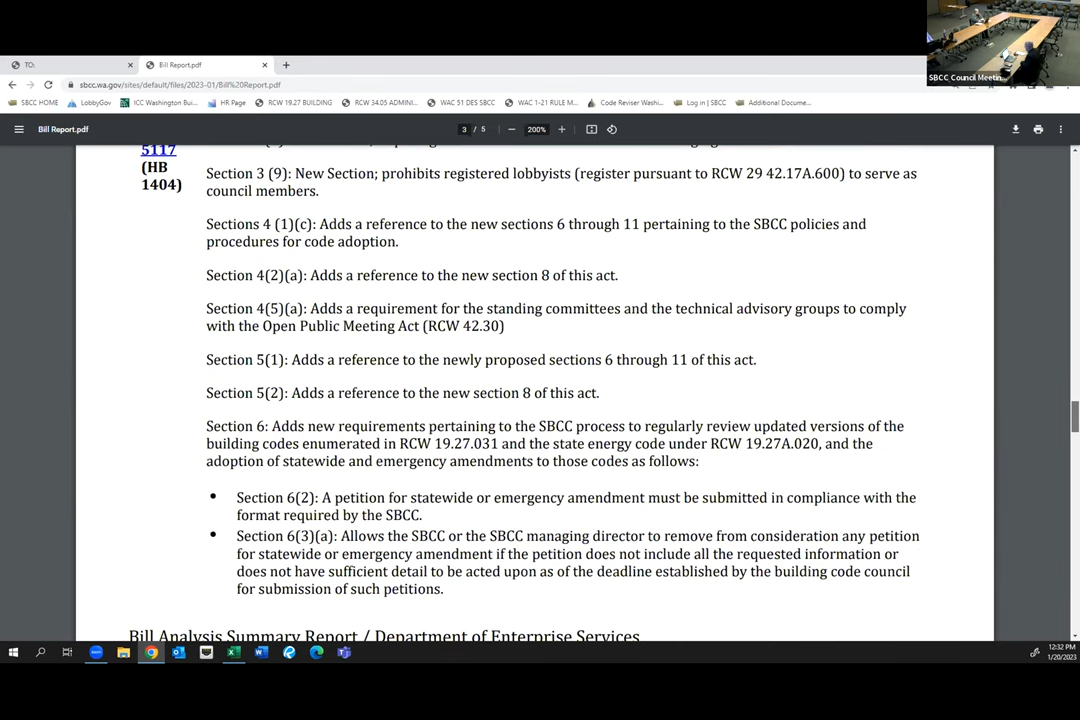 TO:
Bill Report.pdf
sbcc.wa.gov/sites/default/files/2023-01/Bill%20Report.pdf
SBCC Council Meetin...
SBCC HOME
LobbyGov
ICC Washington Bui...
HR Page
RCW 19.27 BUILDING
RCW 34.05 ADMINI...
WAC 51 DES SBCC
WAC 1-21 RULE M...
Code Reviser Washi...
Log in | SBCC
Additional Docume...
Bill Report.pdf
3 / 5
200%
5117
(HB
1404)
Section 3 (9): New Section; prohibits registered lobbyists (register pursuant to RCW 29 42.17A.600) to serve as
council members.
Sections 4 (1)(c): Adds a reference to the new sections 6 through 11 pertaining to the SBCC policies and
procedures for code adoption.
Section 4(2)(a): Adds a reference to the new section 8 of this act.
Section 4(5)(a): Adds a requirement for the standing committees and the technical advisory groups to comply
with the Open Public Meeting Act (RCW 42.30)
Section 5(1): Adds a reference to the newly proposed sections 6 through 11 of this act.
Section 5(2): Adds a reference to the new section 8 of this act.
Section 6: Adds new requirements pertaining to the SBCC process to regularly review updated versions of the
building codes enumerated in RCW 19.27.031 and the state energy code under RCW 19.27A.020, and the
adoption of statewide and emergency amendments to those codes as follows:
• Section 6(2): A petition for statewide or emergency amendment must be submitted in compliance with the
format required by the SBCC.
• Section 6(3)(a): Allows the SBCC or the SBCC managing director to remove from consideration any petition
for statewide or emergency amendment if the petition does not include all the requested information or
does not have sufficient detail to be acted upon as of the deadline established by the building code council
for submission of such petitions.
Bill Analysis Summary Report / Department of Enterprise Services
12:32 PM
1/20/2023